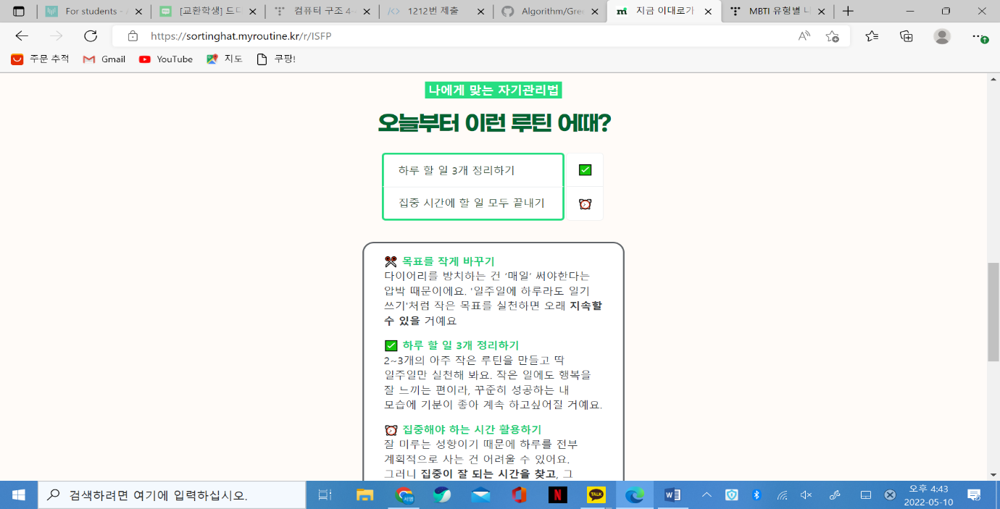 For students - A
[교환학생] 드디
컴퓨터 구조 4-
1212번 제출
Algorithm/Gree
지금 이대로가
MBTI 유형별 나
https://sortinghat.myroutine.kr/r/ISFP
주문 추적
Gmail
YouTube
지도
쿠팡!
나에게 맞는 자기관리법
오늘부터 이런 루틴 어때?
하루 할 일 3개 정리하기
집중 시간에 할 일 모두 끝내기
목표를 작게 바꾸기
다이어리를 방치하는 건 '매일' 써야한다는
압박 때문이에요. '일주일에 하루라도 일기
쓰기'처럼 작은 목표를 실천하면 오래 지속할
수 있을 거예요
하루 할 일 3개 정리하기
2~3개의 아주 작은 루틴을 만들고 딱
일주일만 실천해 봐요. 작은 일에도 행복을
잘 느끼는 편이라, 꾸준히 성공하는 내
모습에 기분이 좋아 계속 하고싶어질 거예요.
집중해야 하는 시간 활용하기
잘 미루는 성향이기 때문에 하루를 전부
계획적으로 사는 건 어려울 수 있어요.
그러니 집중이 잘 되는 시간을 찾고, 그
검색하려면 여기에 입력하십시오.
TALK
오후 4:43
2022-05-10